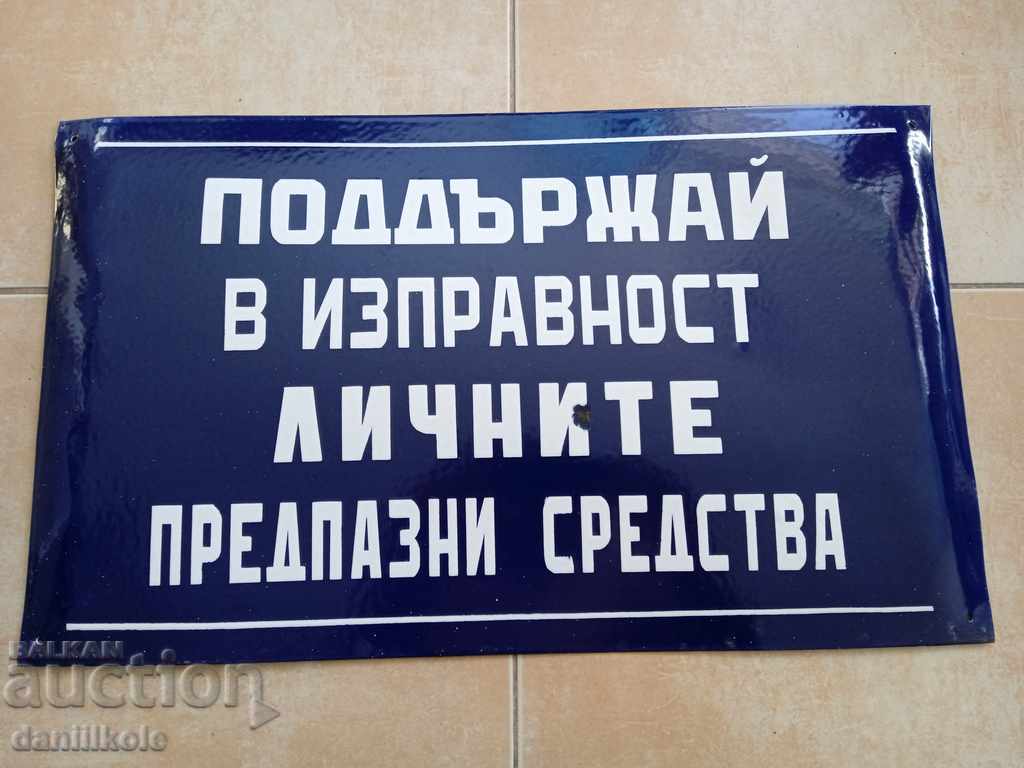 ПОДДЪРЖАЙ
В ИЗПРАВНОСТ
ЛИЧНИТЕ
ПРЕДПАЗНИ СРЕДСТВА
BALKAN
auction
daniilkole